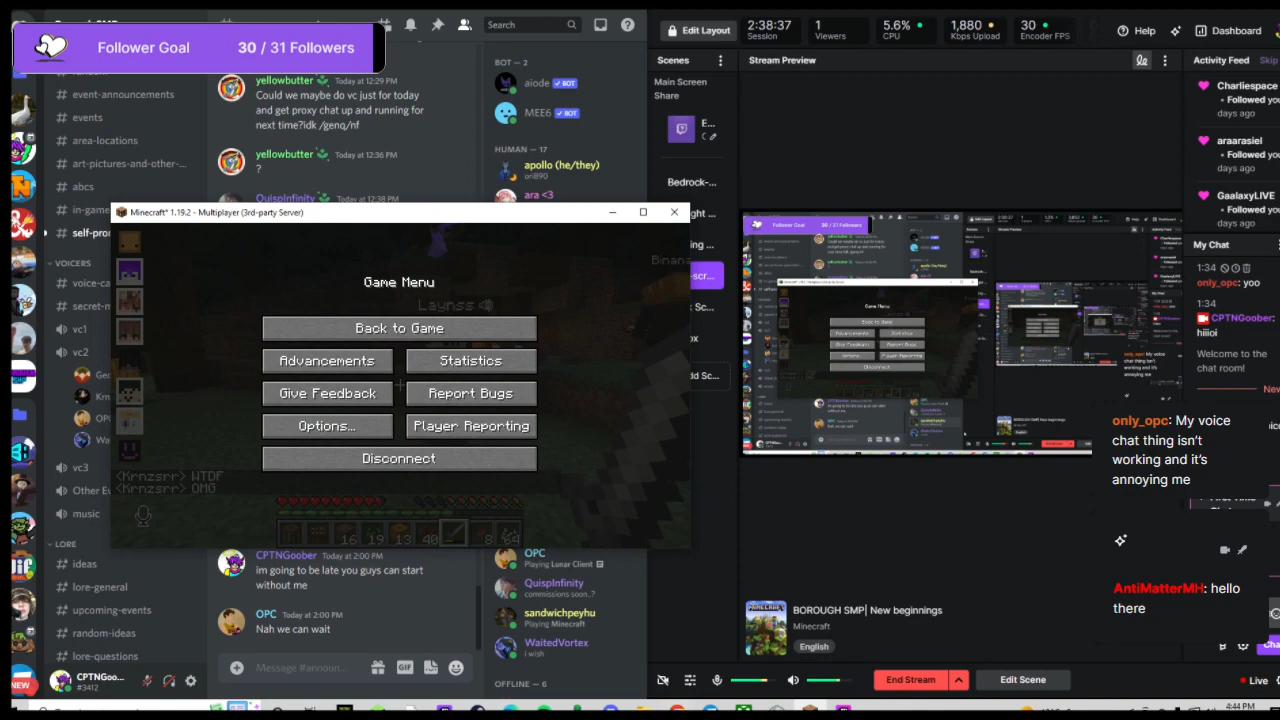 Follower Goal
30 / 31 Followers
Search
# event-announcements
# events
# area-locations
# art-pictures-and-other-...
# abcs
# in-game
# self-pro
VOICERS
voice-ca
secret-m
vc1
vc2
vc3
Other E
music
LORE
# ideas
# lore-general
# upcoming-events
# random-ideas
# lore-questions
CPTNGoo...
#3412
NEW
yellowbutter Today at 12:29 PM
Could we maybe do vc just for today
and get proxy chat up and running for
next time?idk /genq/nf
yellowbutter Today at 12:36 PM
?
QuispInfinity Today at 12:38 PM
BOT — 2
aiode BOT
MEE6 BOT
HUMAN — 17
apollo (he/they)
ori890
ara <3
Minecraft* 1.19.2 - Multiplayer (3rd-party Server)
Game Menu
Back to Game
Advancements
Statistics
Give Feedback
Report Bugs
Options...
Player Reporting
Disconnect
<Krnzsrr> WTDF
<Krnzsrr> OMG
16 19 13 40 8 64
CPTNGoober Today at 2:00 PM
im going to be late you guys can start
without me
OPC Today at 2:00 PM
Nah we can wait
Message #announ...
GIF
OPC
Playing Lunar Client
QuispInfinity
commissions soon..?
sandwichpeyhu
Playing Minecraft
WaitedVortex
i wish
OFFLINE — 6
Edit Layout
2:38:37
Session
1
Viewers
5.6%
CPU
1,880
Kbps Upload
30
Encoder FPS
Help
Dashboard
Scenes
Stream Preview
Activity Feed
Skip
Main Screen
Share
E...
Bedrock-...
Charliespace
• Followed you
days ago
araarasiel
• Followed you
days ago
GaalaxyLIVE
• Followed you
days ago
My Chat
1:34
only_opc: yoo
1:34
CPTNGoober:
hiiioi
Welcome to the
chat room!
New
only_opc: My voice
chat thing isn't
working and it's
annoying me
AntiMatterMH: hello
there
BOROUGH SMP| New beginnings
Minecraft
English
End Stream
Edit Scene
Live
4:44 PM